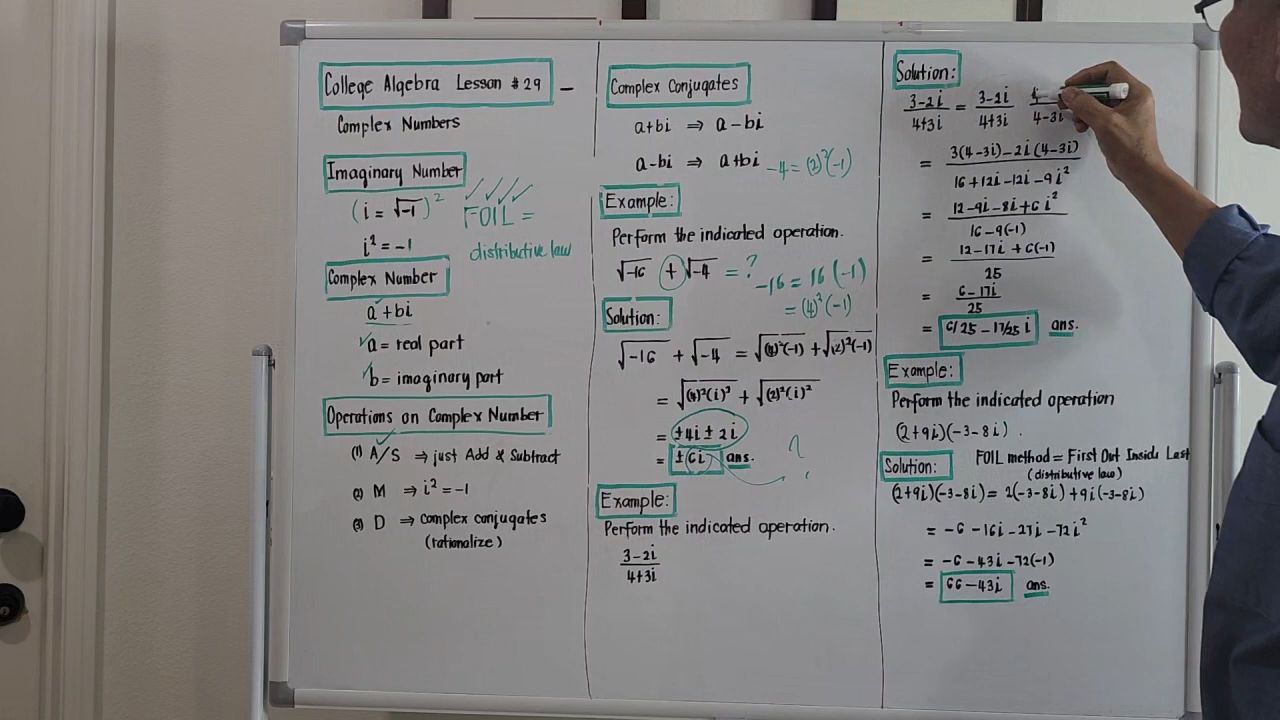 College Algebra Lesson #29 –
Complex Numbers
Imaginary Number
(i = √-1)²
i² = -1
FOIL =
distributive law
Complex Number
a + bi
a = real part
b = imaginary part
Operations on Complex Number
(1) A/S ⇒ just Add & Subtract
(2) M ⇒ i² = -1
(3) D ⇒ complex conjugates
(rationalize)
Complex Conjugates
a+bi ⇒ a-bi
a-bi ⇒ a+bi
-4 = (2)²(-1)
Example:
Perform the indicated operation.
√-16 + √-4 = ?
-16 = 16(-1)
= (4)²(-1)
Solution:
√-16 + √-4 = √(4)²(-1) + √(2)²(-1)
= √(4)²(i)² + √(2)²(i)²
= ±4i ± 2i
= ±6i ans.
Example:
Perform the indicated operation.
3-2i
4+3i
Solution:
3-2i / 4+3i = 3-2i / 4+3i 4-3i
= 3(4-3i)-2i(4-3i) / 16+12i-12i-9i²
= 12-9i-8i+6i² / 16-9(-1)
= 12-17i+6(-1) / 25
= 6-17i / 25
= 6/25 - 17/25 i ans.
Example:
Perform the indicated operation
(2+9i)(-3-8i).
Solution:
FOIL method = First Out Inside Last
(distributive law)
(2+9i)(-3-8i) = 2(-3-8i)+9i(-3-8i)
= -6-16i-27i-72i²
= -6-43i-72(-1)
= 66-43i ans.